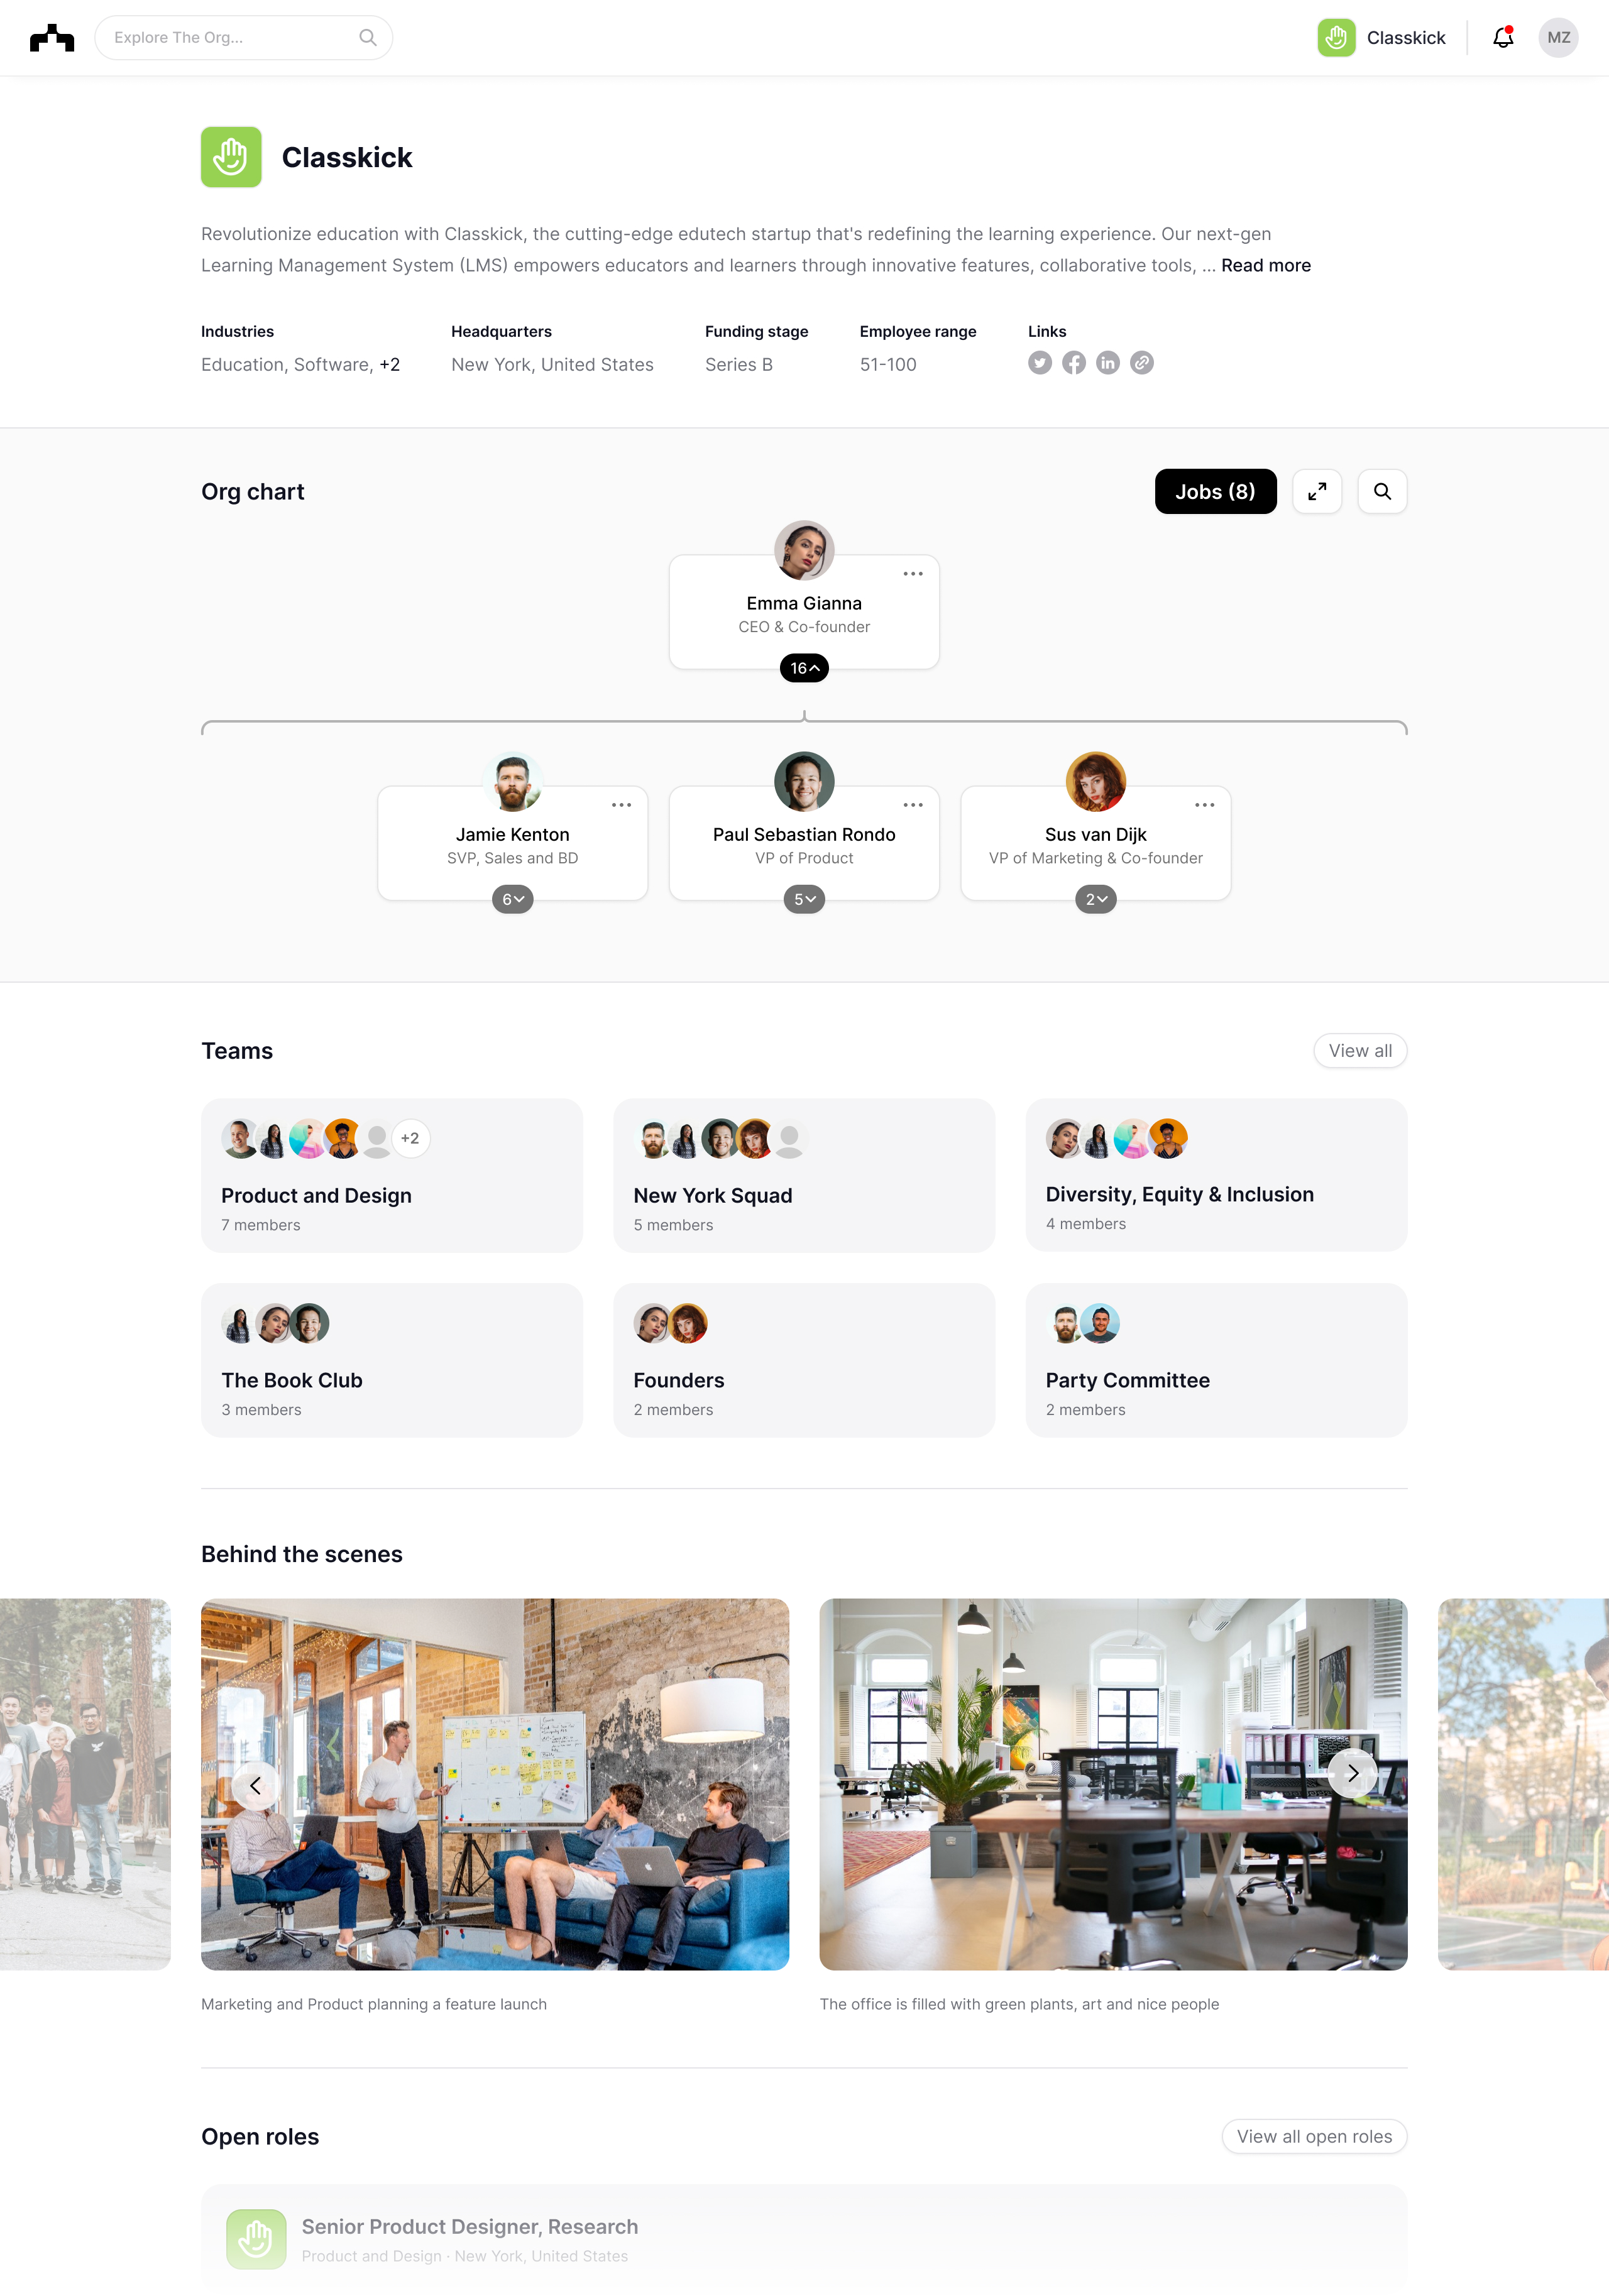 Explore The Org...
Classkick
MZ
Classkick
Revolutionize education with Classkick, the cutting-edge edutech startup that's redefining the learning experience. Our next-gen
Learning Management System (LMS) empowers educators and learners through innovative features, collaborative tools, ... Read more
Industries
Education, Software, +2
Headquarters
New York, United States
Funding stage
Series B
Employee range
51-100
Links
Org chart
Jobs (8)
Emma Gianna
CEO & Co-founder
16
Jamie Kenton
SVP, Sales and BD
6
Paul Sebastian Rondo
VP of Product
5
Sus van Dijk
VP of Marketing & Co-founder
2
Teams
View all
+2
Product and Design
7 members
New York Squad
5 members
Diversity, Equity & Inclusion
4 members
The Book Club
3 members
Founders
2 members
Party Committee
2 members
Behind the scenes
Marketing and Product planning a feature launch
The office is filled with green plants, art and nice people
Open roles
View all open roles
Senior Product Designer, Research
Product and Design · New York, United States